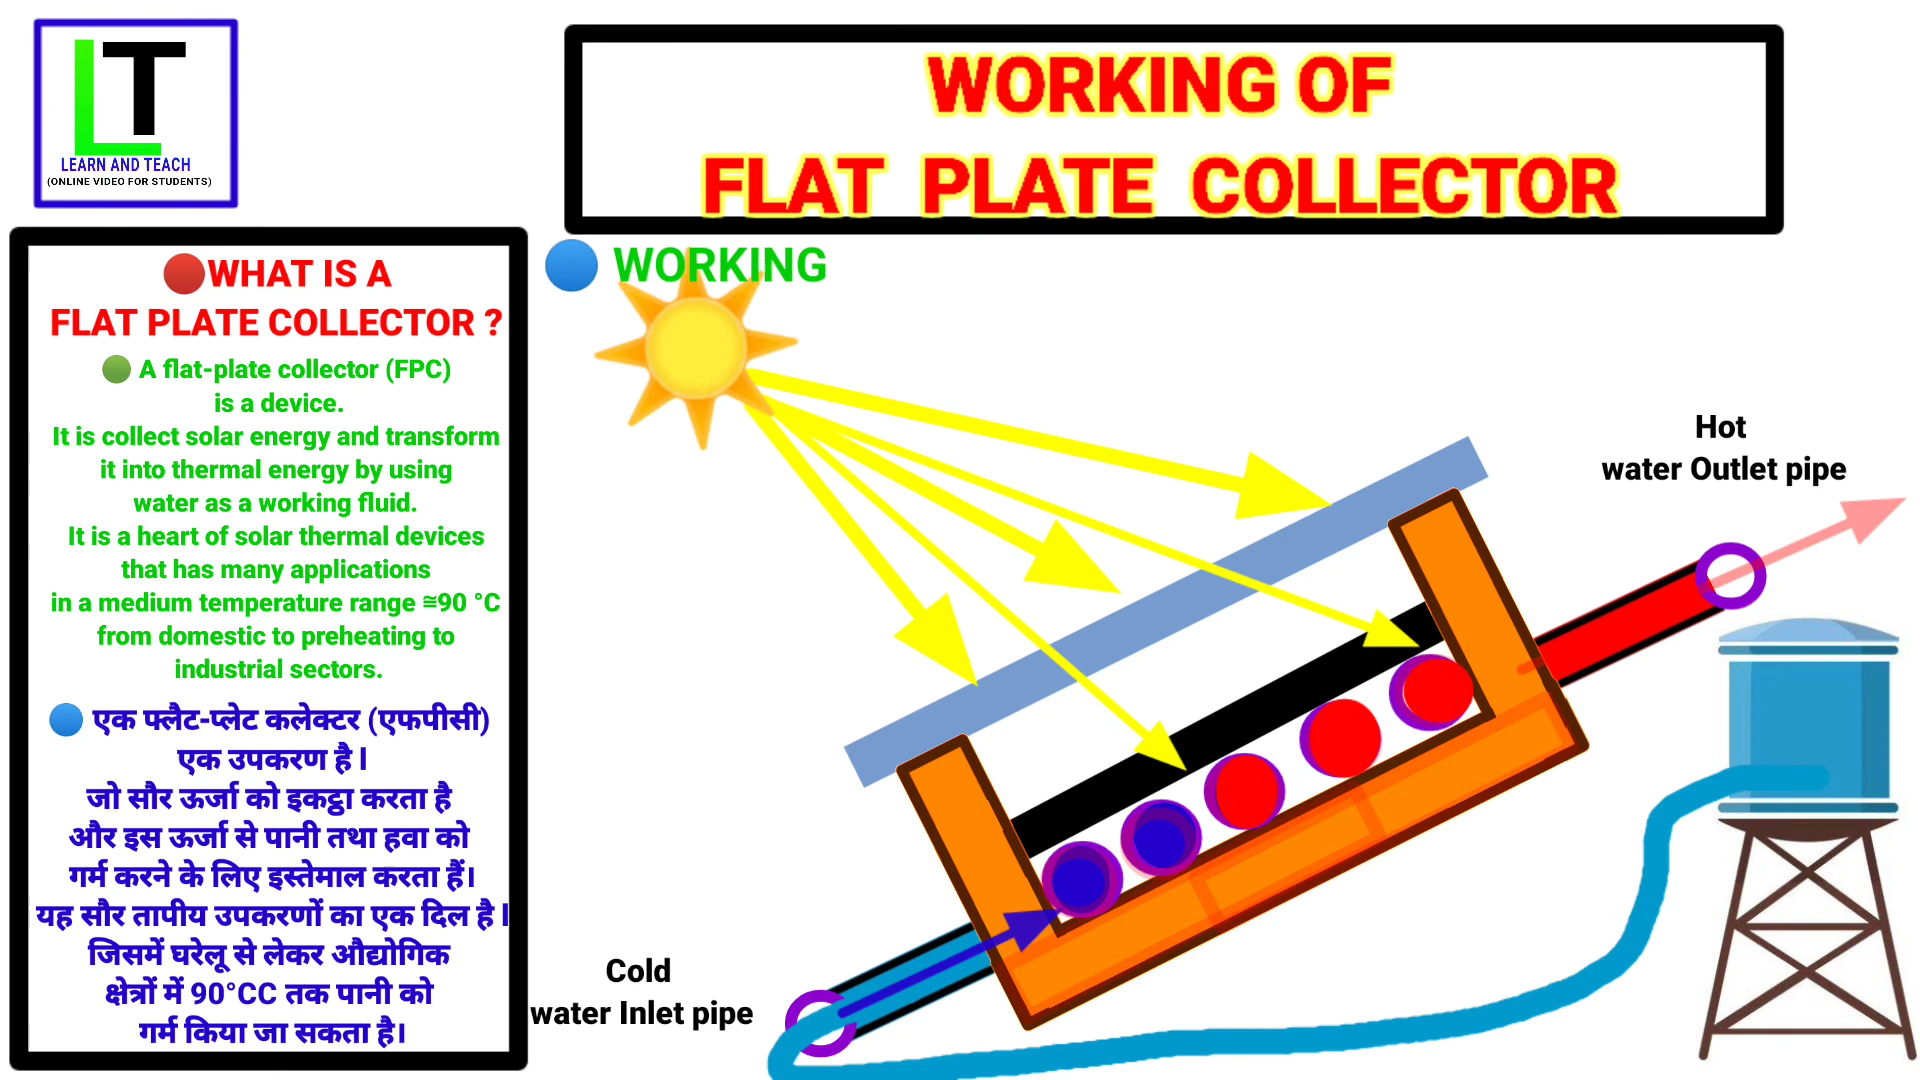 LT
LEARN AND TEACH
(ONLINE VIDEO FOR STUDENTS)
WORKING OF
FLAT PLATE COLLECTOR
WHAT IS A
FLAT PLATE COLLECTOR ?
A flat-plate collector (FPC)
is a device.
It is collect solar energy and transform
it into thermal energy by using
water as a working fluid.
It is a heart of solar thermal devices
that has many applications
in a medium temperature range ≅90 °C
from domestic to preheating to
industrial sectors.
एक फ्लैट-प्लेट कलेक्टर (एफपीसी)
एक उपकरण है l
जो सौर ऊर्जा को इकट्ठा करता है
और इस ऊर्जा से पानी तथा हवा को
गर्म करने के लिए इस्तेमाल करता हैं।
यह सौर तापीय उपकरणों का एक दिल है l
जिसमें घरेलू से लेकर औद्योगिक
क्षेत्रों में 90°CC तक पानी को
गर्म किया जा सकता है।
WORKING
Hot
water Outlet pipe
Cold
water Inlet pipe